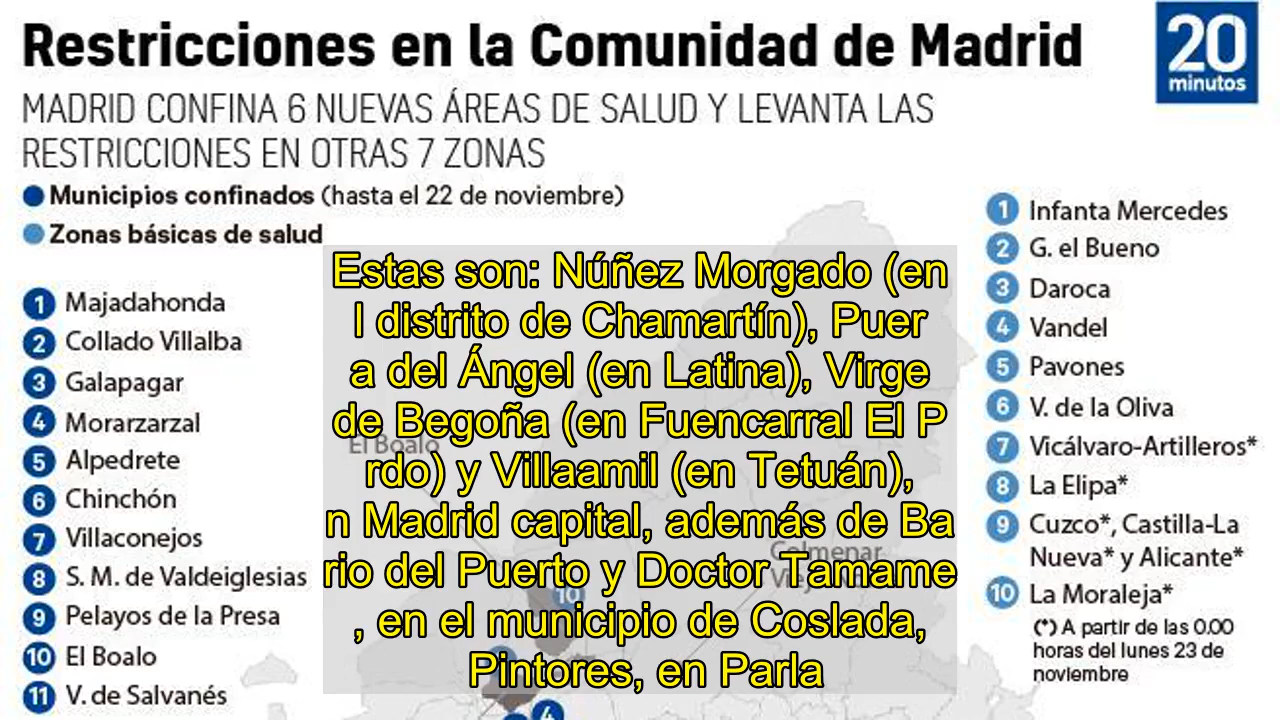 Restricciones en la Comunidad de Madrid
20
minutos
MADRID CONFINA 6 NUEVAS ÁREAS DE SALUD Y LEVANTA LAS
RESTRICCIONES EN OTRAS 7 ZONAS
Municipios confinados (hasta el 22 de noviembre)
Zonas básicas de salud
1 Majadahonda
2 Collado Villalba
3 Galapagar
4 Morarzarzal
5 Alpedrete
6 Chinchón
7 Villaconejos
8 S. M. de Valdeiglesias
9 Pelayos de la Presa
10 El Boalo
11 V. de Salvanés
Estas son: Núñez Morgado (en
l distrito de Chamartín), Puer
a del Ángel (en Latina), Virge
de Begoña (en Fuencarral El P
rdo) y Villaamil (en Tetuán),
n Madrid capital, además de Ba
rio del Puerto y Doctor Tamame
, en el municipio de Coslada,
Pintores, en Parla
El Boalo
Colmenar
10
4
1 Infanta Mercedes
2 G. el Bueno
3 Daroca
4 Vandel
5 Pavones
6 V. de la Oliva
7 Vicálvaro-Artilleros*
8 La Elipa*
9 Cuzco*, Castilla-La
Nueva* y Alicante*
10 La Moraleja*
(*) A partir de las 0.00
horas del lunes 23 de
noviembre